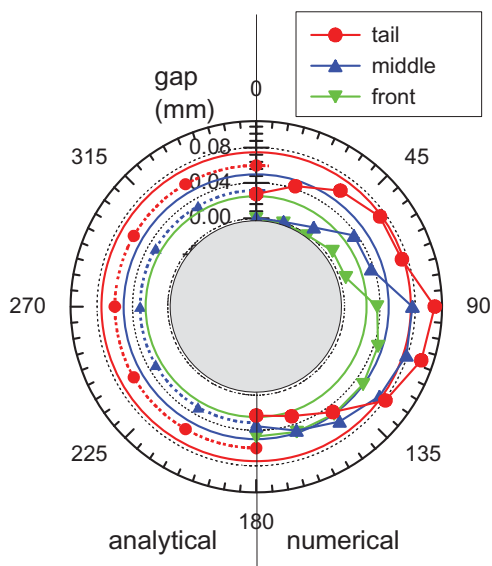 tail
middle
front
gap
(mm)
0
0.08
0.04
0.00
315
45
270
90
225
135
180
analytical
numerical